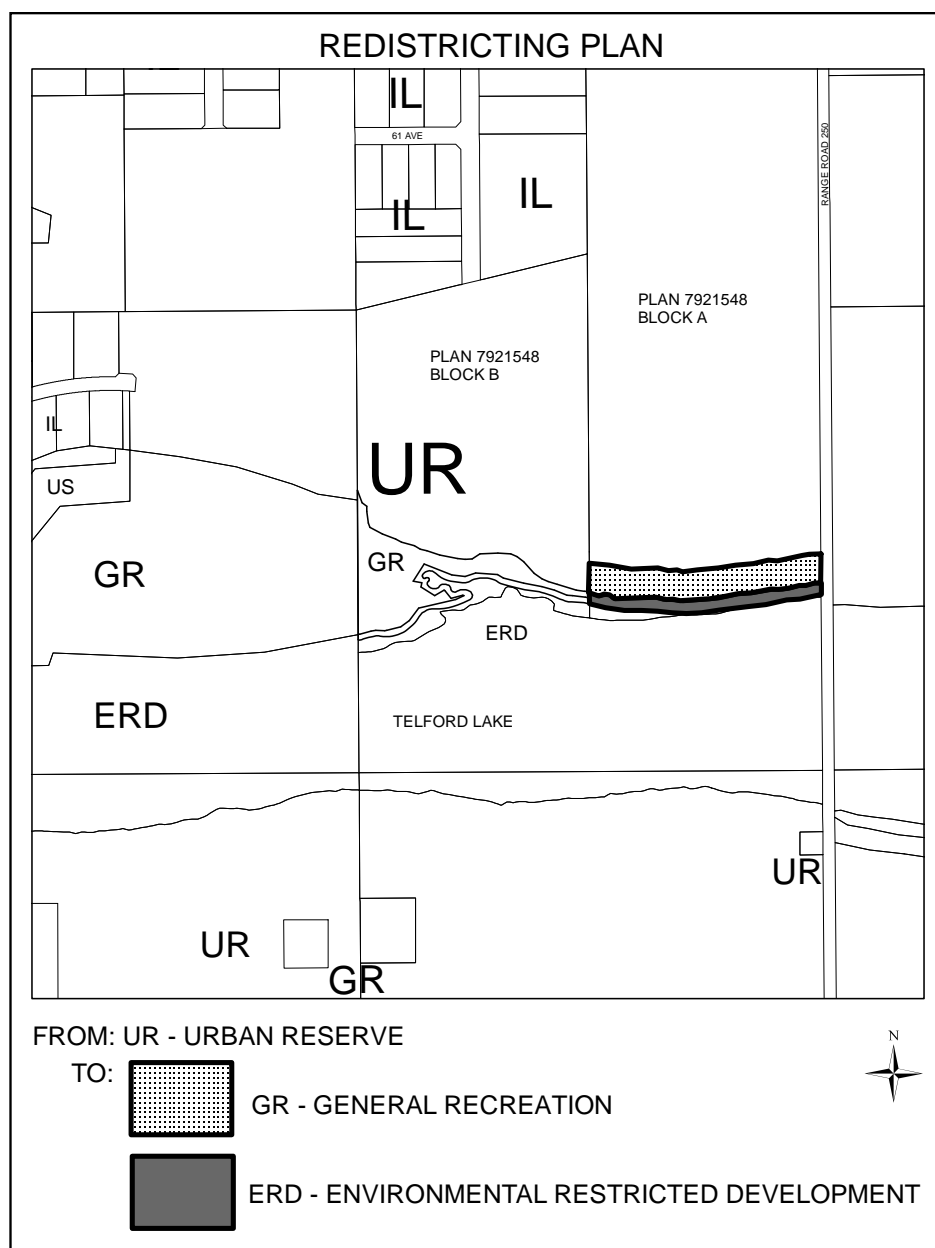 REDISTRICTING PLAN
IL
61 AVE
IL
IL
RANGE ROAD 250
PLAN 7921548
BLOCK A
PLAN 7921548
BLOCK B
IL
UR
US
GR
GR
ERD
ERD
TELFORD LAKE
UR
UR
GR
FROM: UR - URBAN RESERVE
N
TO:
GR - GENERAL RECREATION
ERD - ENVIRONMENTAL RESTRICTED DEVELOPMENT